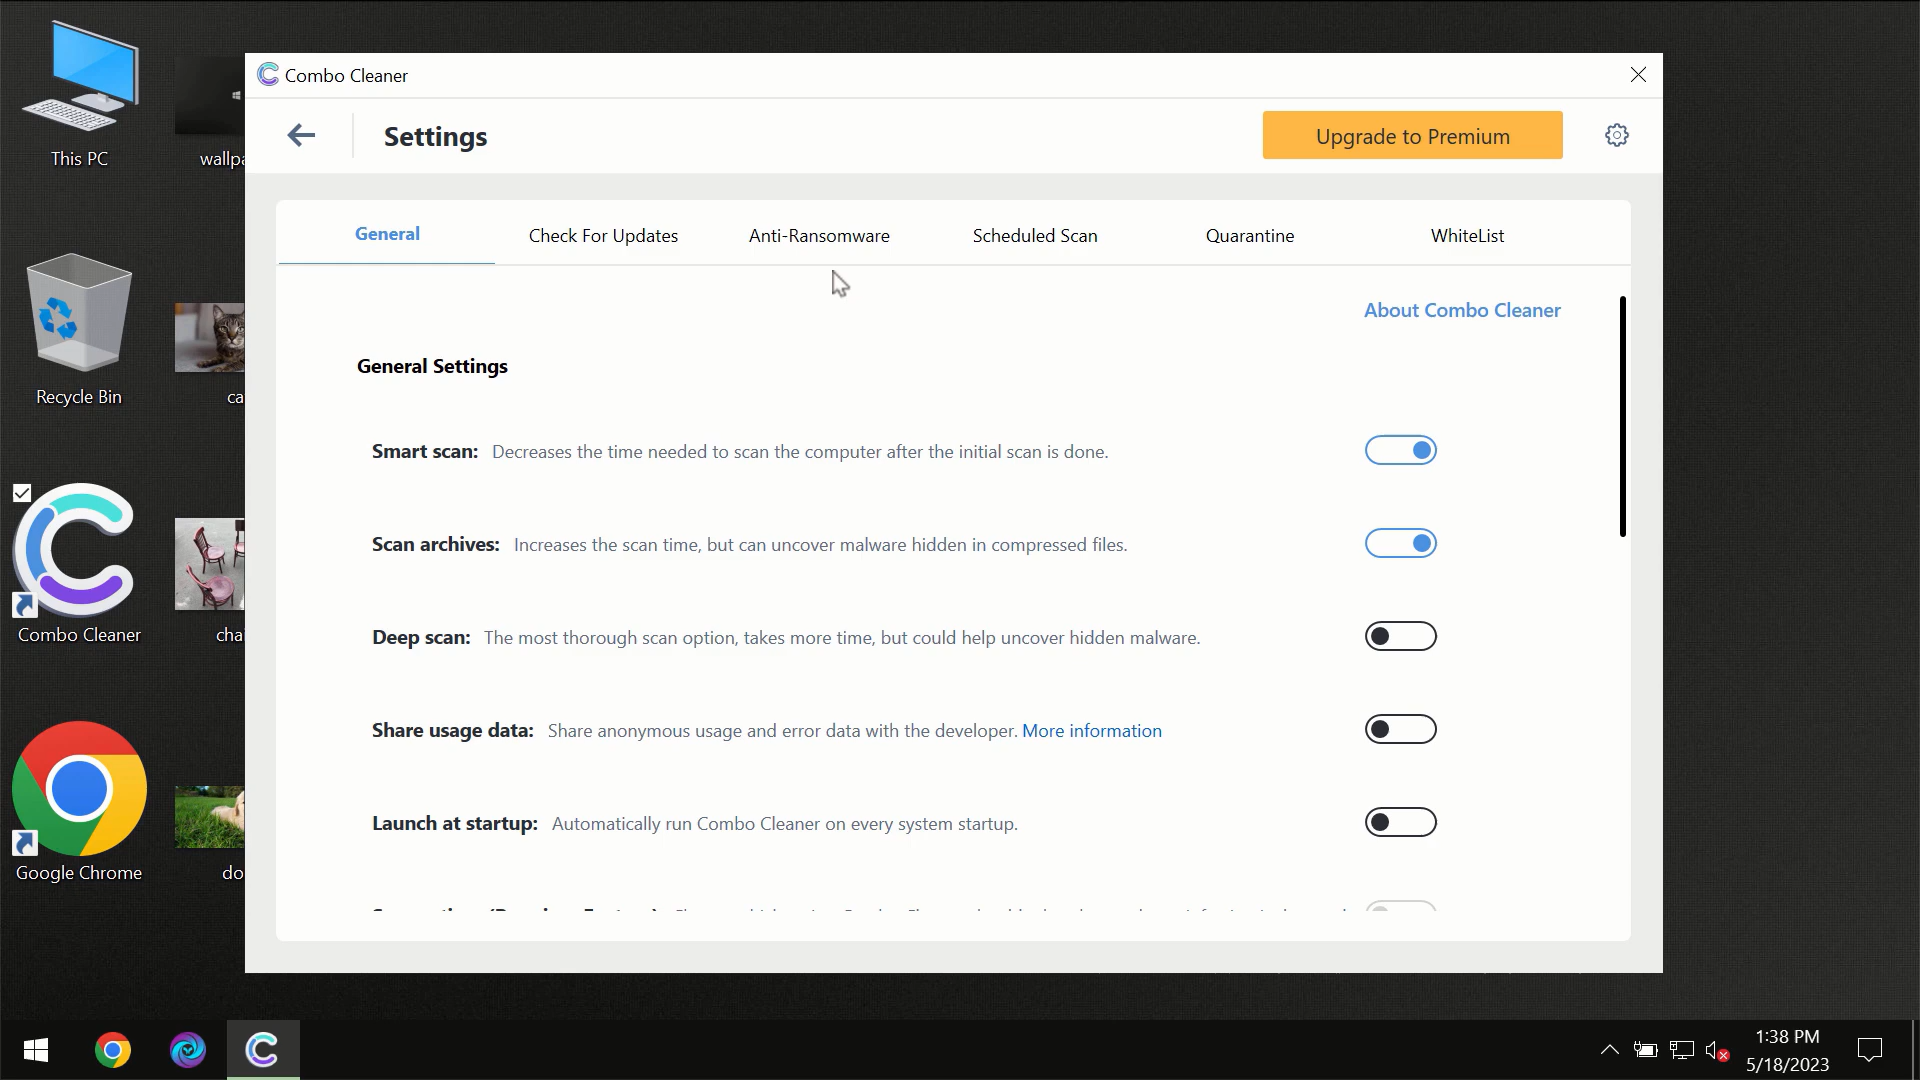 This PC
wallpa
Recycle Bin
ca
Combo Cleaner
cha
Google Chrome
do
Combo Cleaner
Settings
Upgrade to Premium
General
Check For Updates
Anti-Ransomware
Scheduled Scan
Quarantine
WhiteList
About Combo Cleaner
General Settings
Smart scan: Decreases the time needed to scan the computer after the initial scan is done.
Scan archives: Increases the scan time, but can uncover malware hidden in compressed files.
Deep scan: The most thorough scan option, takes more time, but could help uncover hidden malware.
Share usage data: Share anonymous usage and error data with the developer. More information
Launch at startup: Automatically run Combo Cleaner on every system startup.
1:38 PM
5/18/2023